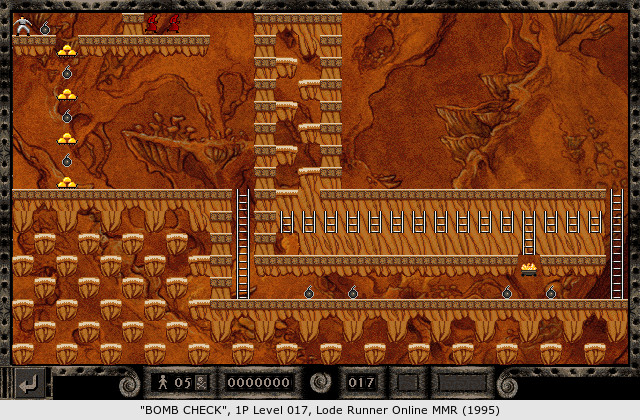 05 0000000 017
"BOMB CHECK", 1P Level 017, Lode Runner Online MMR (1995)